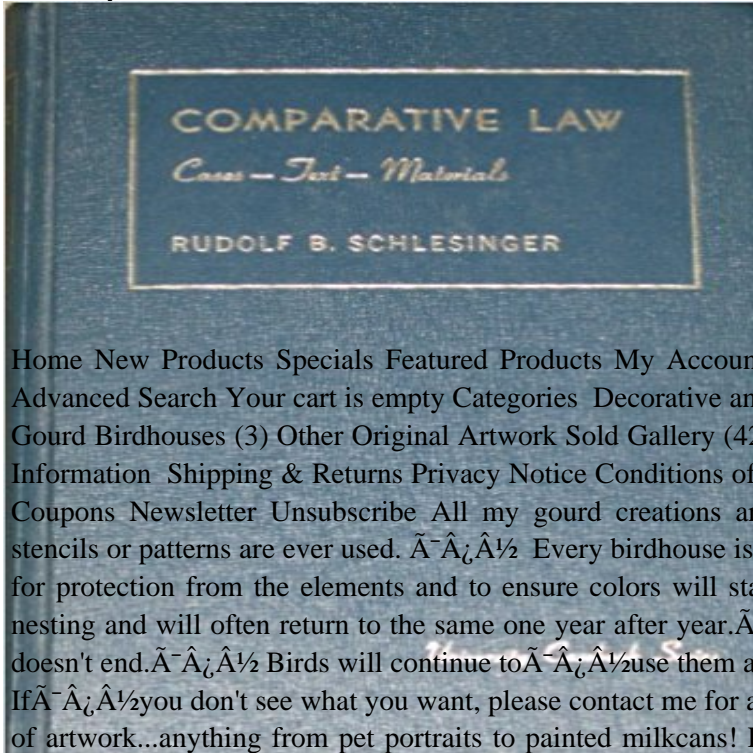 COMPARATIVE LAW
Cases — Text — Materials
RUDOLF B. SCHLESINGER
Home New Products Specials Featured Products My Accoun
Advanced Search Your cart is empty Categories Decorative an
Gourd Birdhouses (3) Other Original Artwork Sold Gallery (42
Information Shipping & Returns Privacy Notice Conditions of
Coupons Newsletter Unsubscribe All my gourd creations ar
stencils or patterns are ever used. Ã¯Â¿Â½ Every birdhouse is
for protection from the elements and to ensure colors will sta
nesting and will often return to the same one year after year.Ã
doesn't end.Ã¯Â¿Â½ Birds will continue toÃ¯Â¿Â½use them a
IfÃ¯Â¿Â½you don't see what you want, please contact me for a
of artwork...anything from pet portraits to painted milkcans!